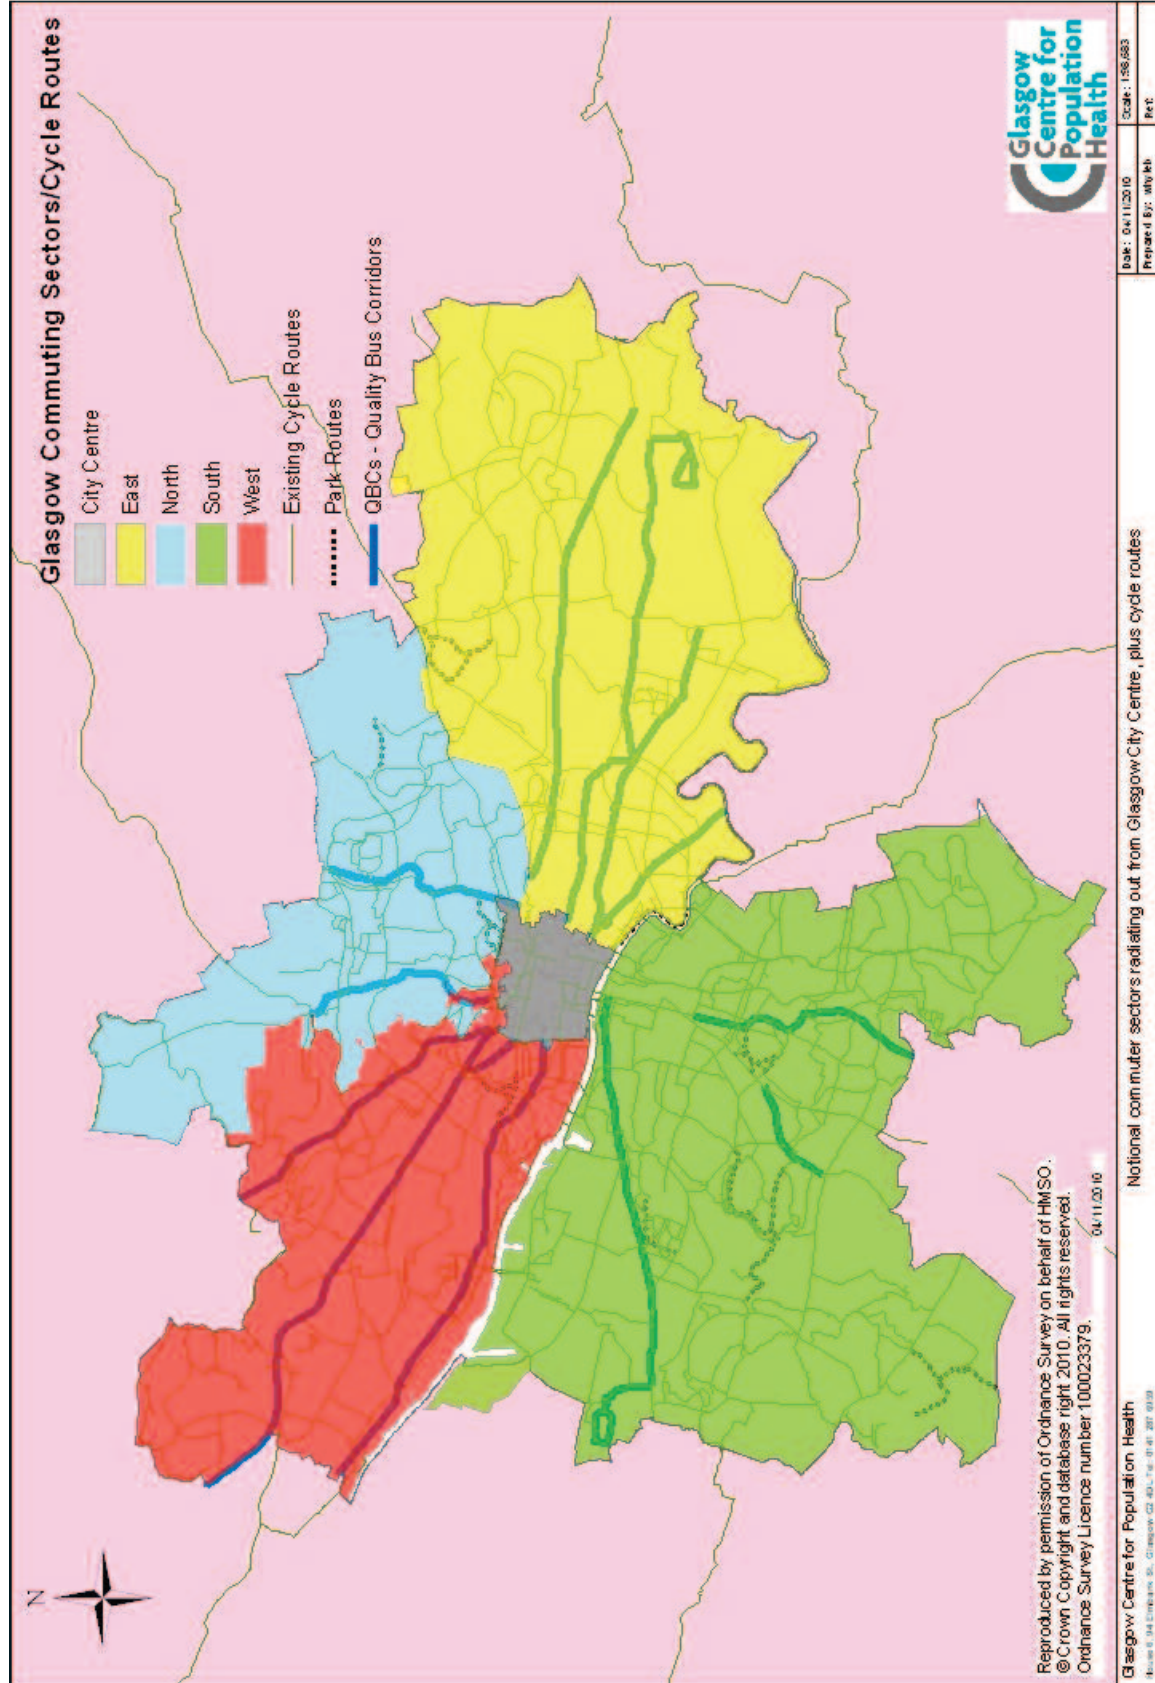 Glasgow Commuting Sectors/Cycle Routes
City Centre
East
North
South
West
Existing Cycle Routes
Park Routes
QBCs - Quality Bus Corridors
N
Reproduced by permission of Ordnance Survey on behalf of HMSO.
© Crown Copyright and database right 2010. All rights reserved.
Ordnance Survey Licence number 100023379.
04/11/2010
Glasgow
Centre for
Population
Health
Glasgow Centre for Population Health
Notional commuter sectors radiating out from Glasgow City Centre, plus cycle routes
Date: 04/11/2010
Scale: 1:98,683
Prepared By: whyleb
Ref: